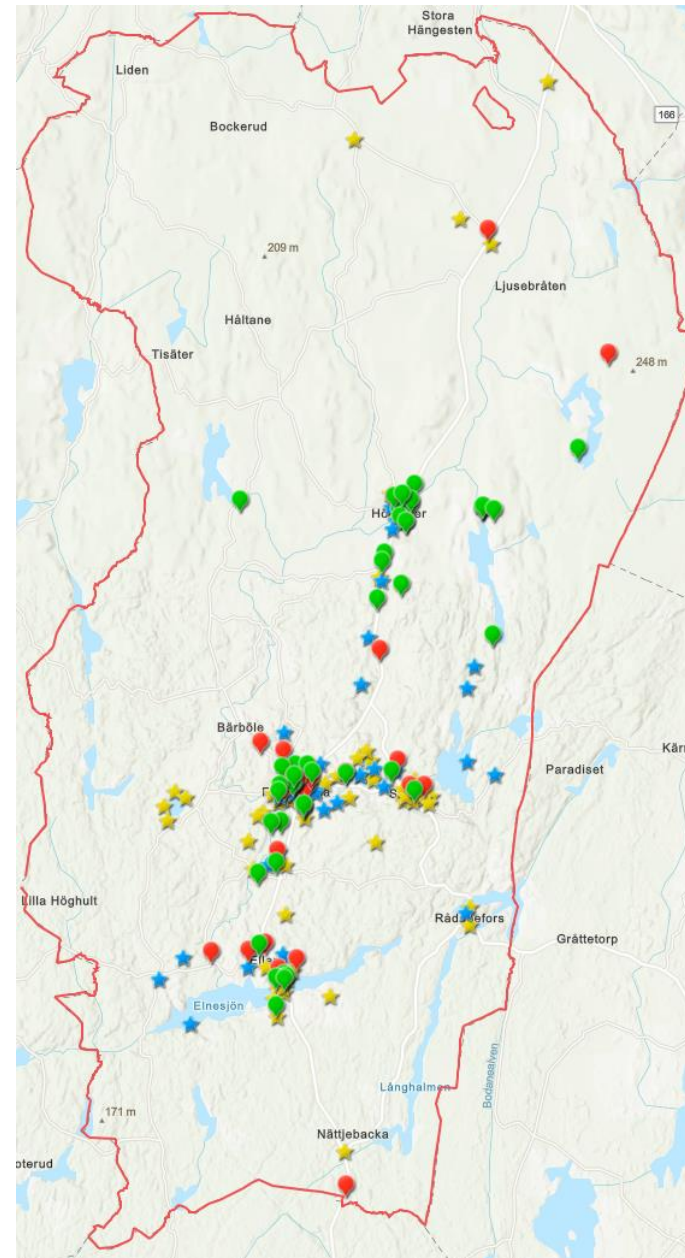 Stora
Hängesten
Liden
166
Bockerud
209 m
Ljusebråten
Håltane
Tisäter
248 m
Bärböle
Kärr
Paradiset
Lilla Höghult
Gråttetorp
Elnesjön
Långhalmen
Bodaneälven
171 m
Nättjebacka
oterud